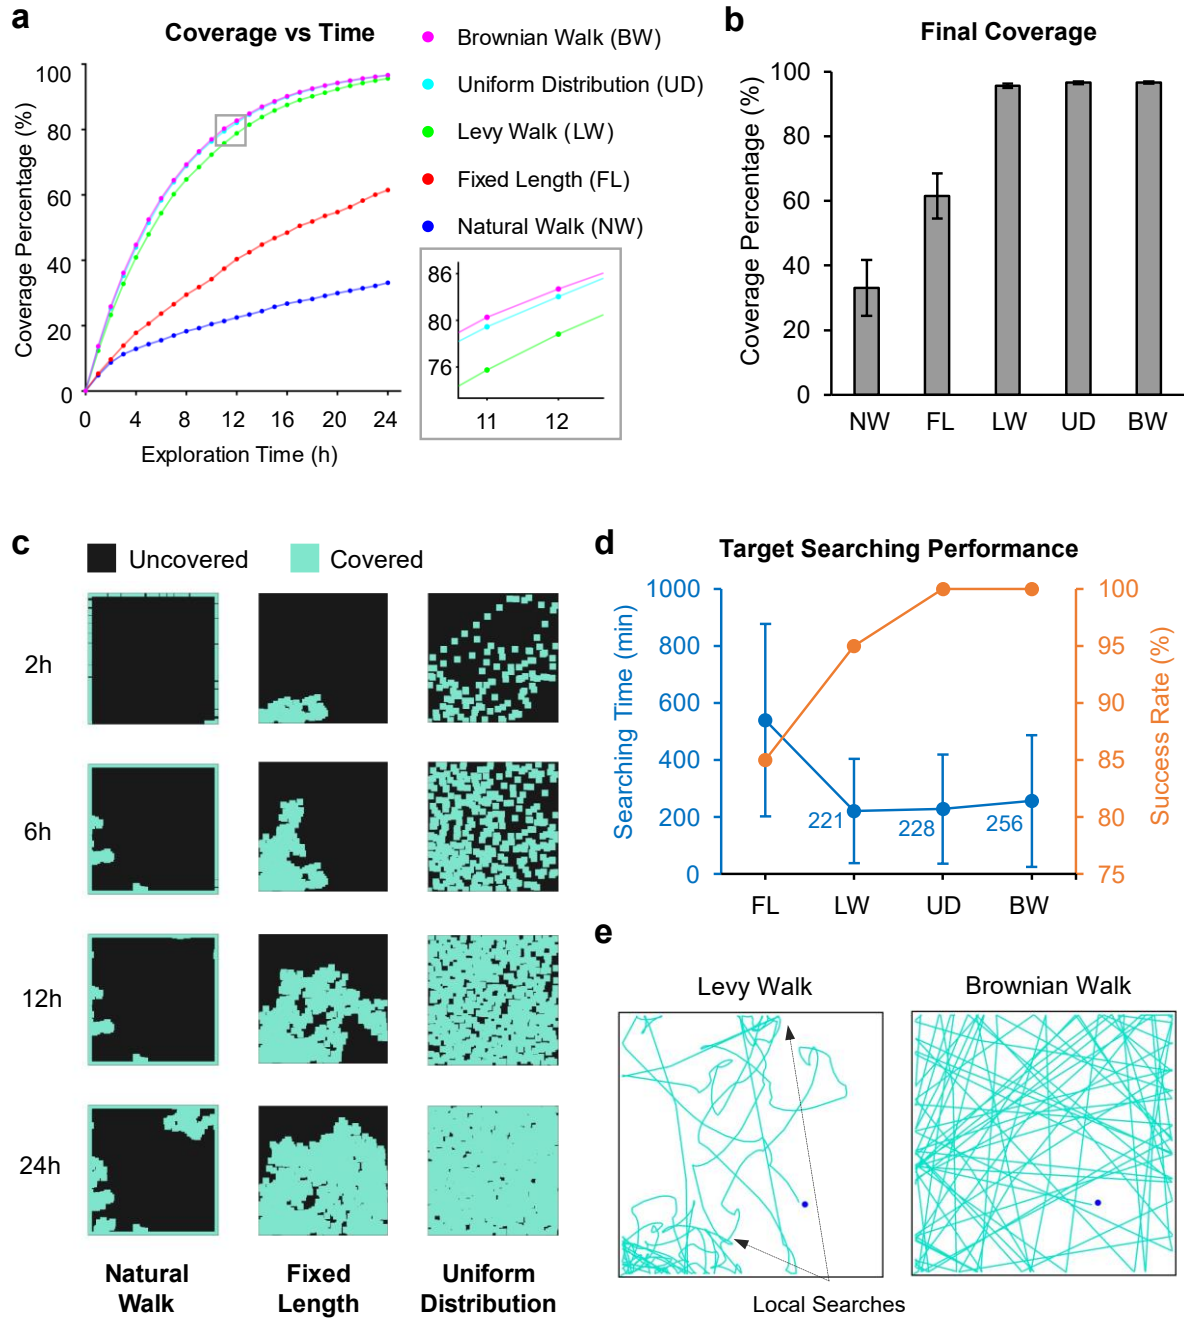 a
Coverage vs Time
Brownian Walk (BW)
Uniform Distribution (UD)
Levy Walk (LW)
Fixed Length (FL)
Natural Walk (NW)
Coverage Percentage (%)
100
80
60
40
20
0
0 4 8 12 16 20 24
Exploration Time (h)
86
80
76
11 12
b
Final Coverage
Coverage Percentage (%)
100
80
60
40
20
0
NW FL LW UD BW
c
Uncovered Covered
2h
6h
12h
24h
Natural
Walk
Fixed
Length
Uniform
Distribution
d
Target Searching Performance
Searching Time (min)
1000
800
600
400
200
0
221
228
256
100
95
90
85
80
75
Success Rate (%)
FL LW UD BW
e
Levy Walk
Brownian Walk
Local Searches